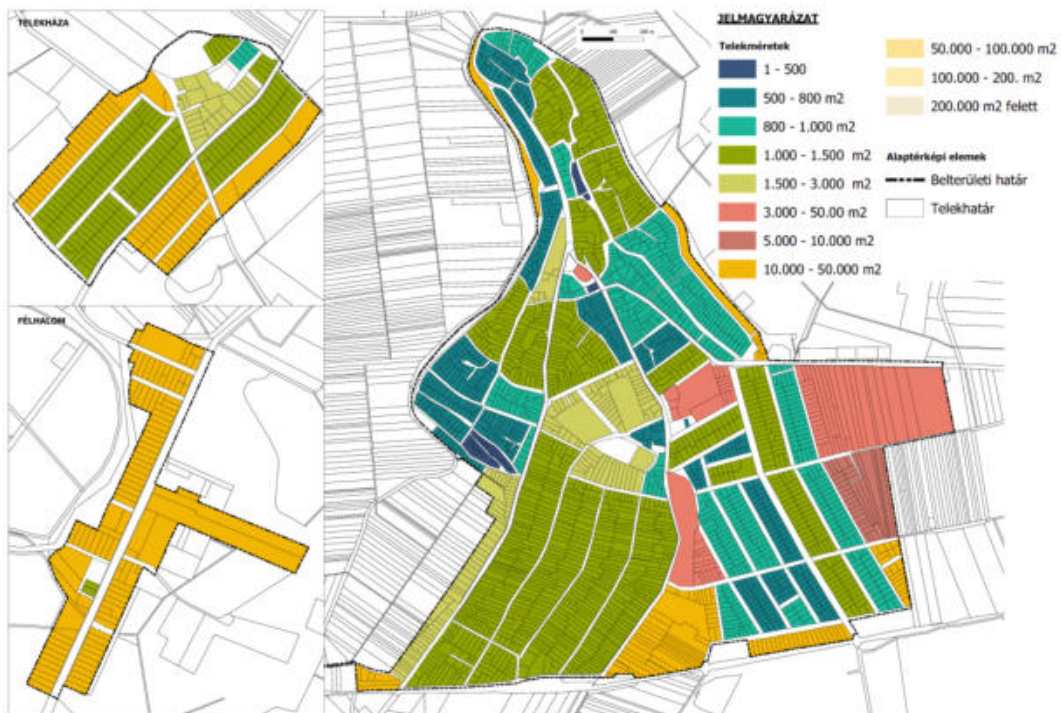 TELEKHÁZA
FÉLHALOM
JELMAGYARÁZAT
Telekméretek
1 - 500
500 - 800 m2
800 - 1.000 m2
1.000 - 1.500 m2
1.500 - 3.000 m2
3.000 - 50.00 m2
5.000 - 10.000 m2
10.000 - 50.000 m2
50.000 - 100.000 m2
100.000 - 200. m2
200.000 m2 felett
Alaptérképi elemek
Belterületi határ
Telekhatár